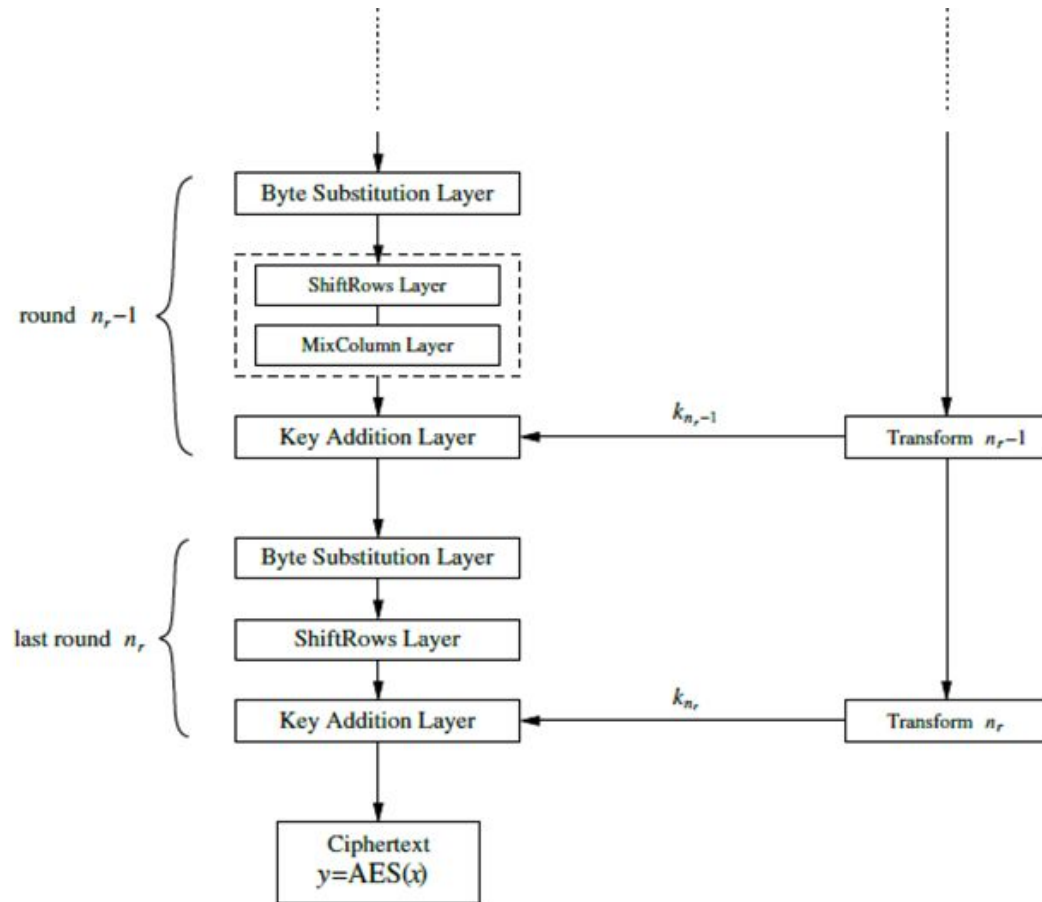 Byte Substitution Layer
ShiftRows Layer
round n_r−1
MixColumn Layer
k_{n_r−1}
Key Addition Layer
Transform n_r−1
Byte Substitution Layer
last round n_r
ShiftRows Layer
k_{n_r}
Key Addition Layer
Transform n_r
Ciphertext
y=AES(x)